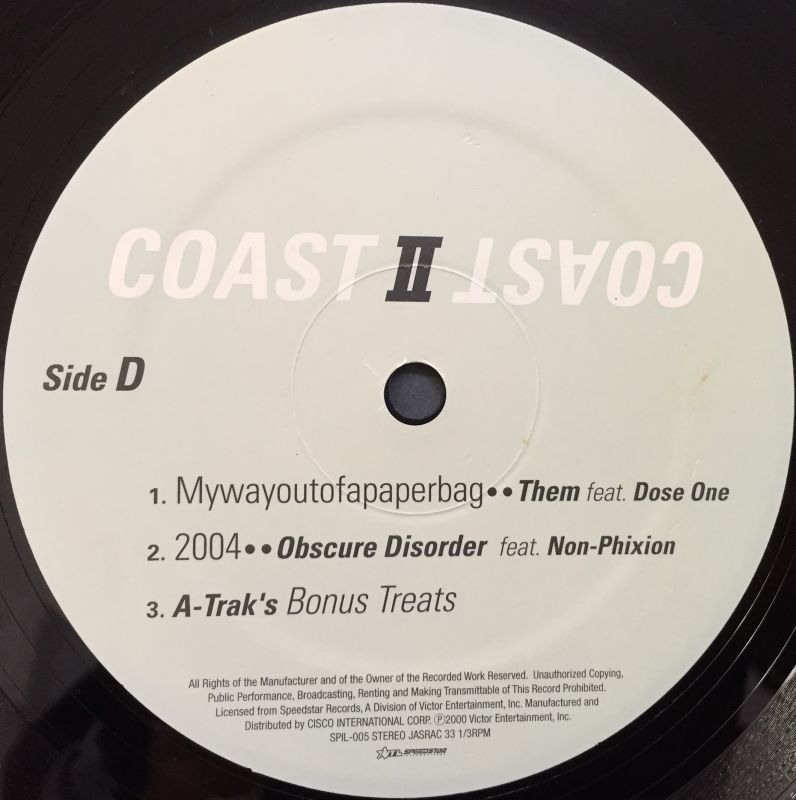 COAST II COAST
Side D
1. Mywayoutofapaperbag•• Them feat. Dose One
2. 2004•• Obscure Disorder feat. Non-Phixion
3. A-Trak's Bonus Treats
All Rights of the Manufacturer and of the Owner of the Recorded Work Reserved. Unauthorized Copying,
Public Performance, Broadcasting, Renting and Making Transmittable of This Record Prohibited.
Licensed from Speedstar Records, A Division of Victor Entertainment, Inc. Manufactured and
Distributed by CISCO INTERNATIONAL CORP. ℗2000 Victor Entertainment, Inc.
SPIL-005 STEREO JASRAC 33 1/3RPM
SPEEDSTAR